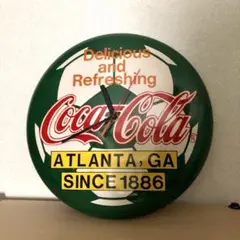 Delicious
and
Refreshing
Coca-Cola
ATLANTA, GA
SINCE 1886